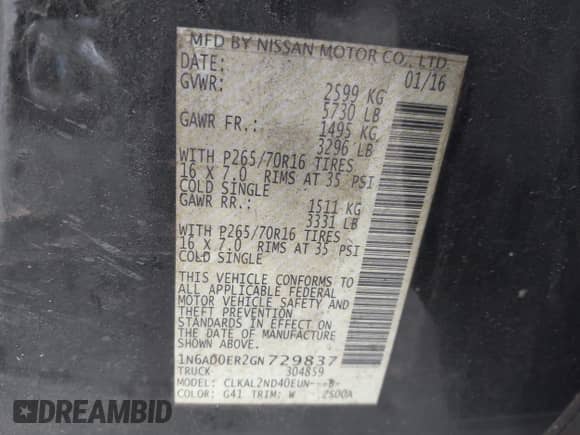 MFD BY NISSAN MOTOR CO., LTD.
DATE: 01/16
GVWR: 2599 KG
5730 LB
GAWR FR.: 1495 KG
3296 LB
WITH P265/70R16 TIRES
16 X 7.0 RIMS AT 35 PSI
COLD SINGLE
GAWR RR.: 1511 KG
3331 LB
WITH P265/70R16 TIRES
16 X 7.0 RIMS AT 35 PSI
COLD SINGLE
THIS VEHICLE CONFORMS TO
ALL APPLICABLE FEDERAL
MOTOR VEHICLE SAFETY AND
THEFT PREVENTION
STANDARDS IN EFFECT ON
THE DATE OF MANUFACTURE
SHOWN ABOVE.
1N6AD0ER2GN729837
TRUCK 304859
MODEL: CLKAL2ND40EUN---B-
COLOR: G41 TRIM: W 2500A
DREAMBID